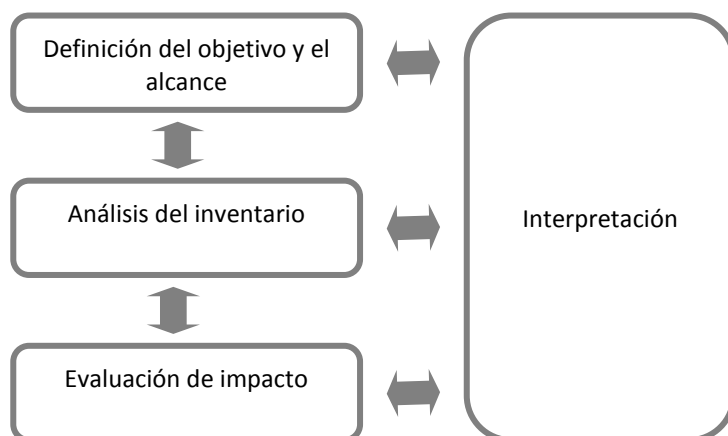 Definición del objetivo y el
alcance
Análisis del inventario
Interpretación
Evaluación de impacto